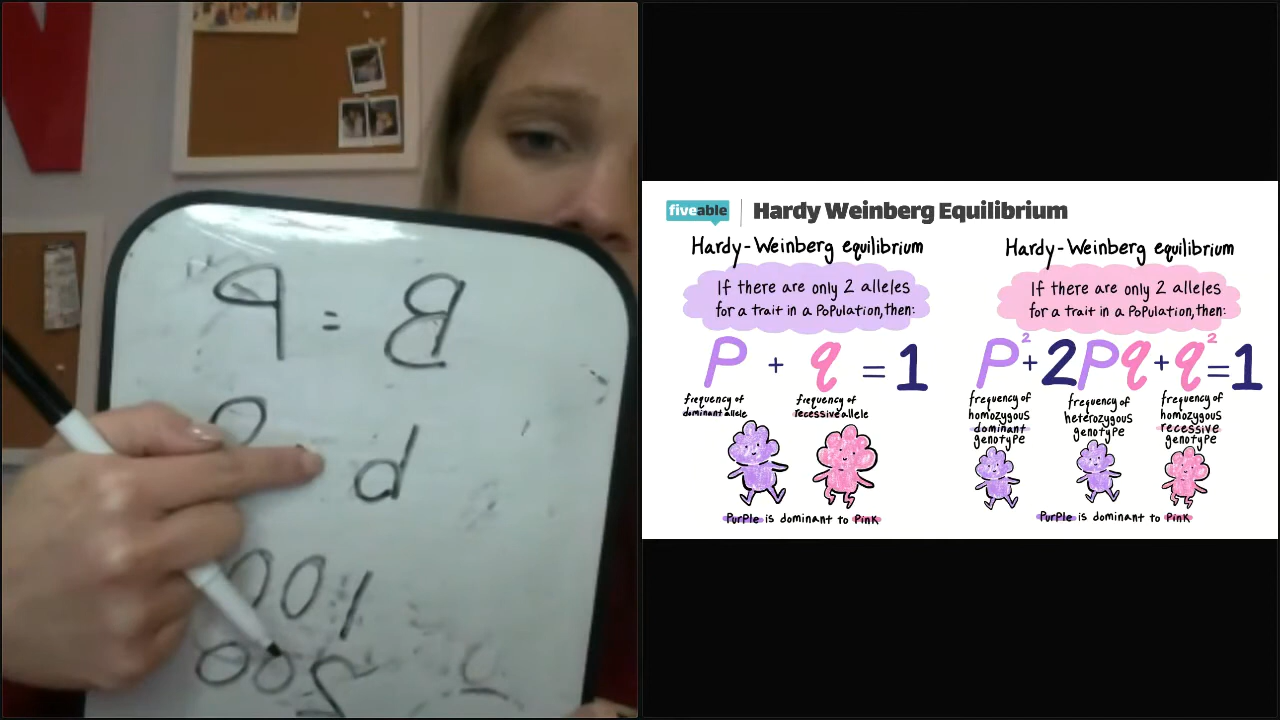 B = P
b
100
200
fiveable | Hardy Weinberg Equilibrium
Hardy-Weinberg equilibrium
If there are only 2 alleles
for a trait in a Population, then:
P + q = 1
frequency of
dominant allele
frequency of
recessive allele
Purple is dominant to Pink
Hardy-Weinberg equilibrium
If there are only 2 alleles
for a trait in a Population, then:
P² + 2Pq + q² = 1
frequency of
homozygous
dominant
genotype
frequency of
heterozygous
genotype
frequency of
homozygous
recessive
genotype
Purple is dominant to Pink